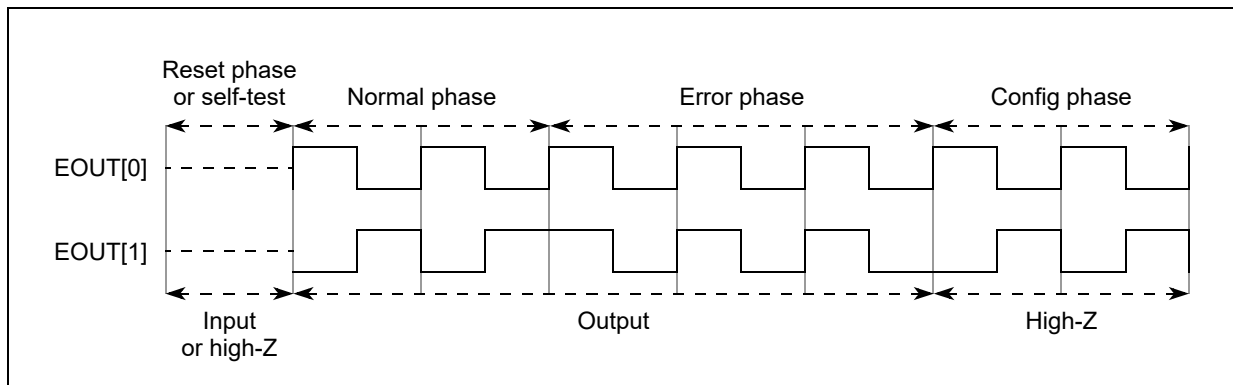 Reset phase
or self-test
Normal phase
Error phase
Config phase
EOUT[0]
EOUT[1]
Input
or high-Z
Output
High-Z